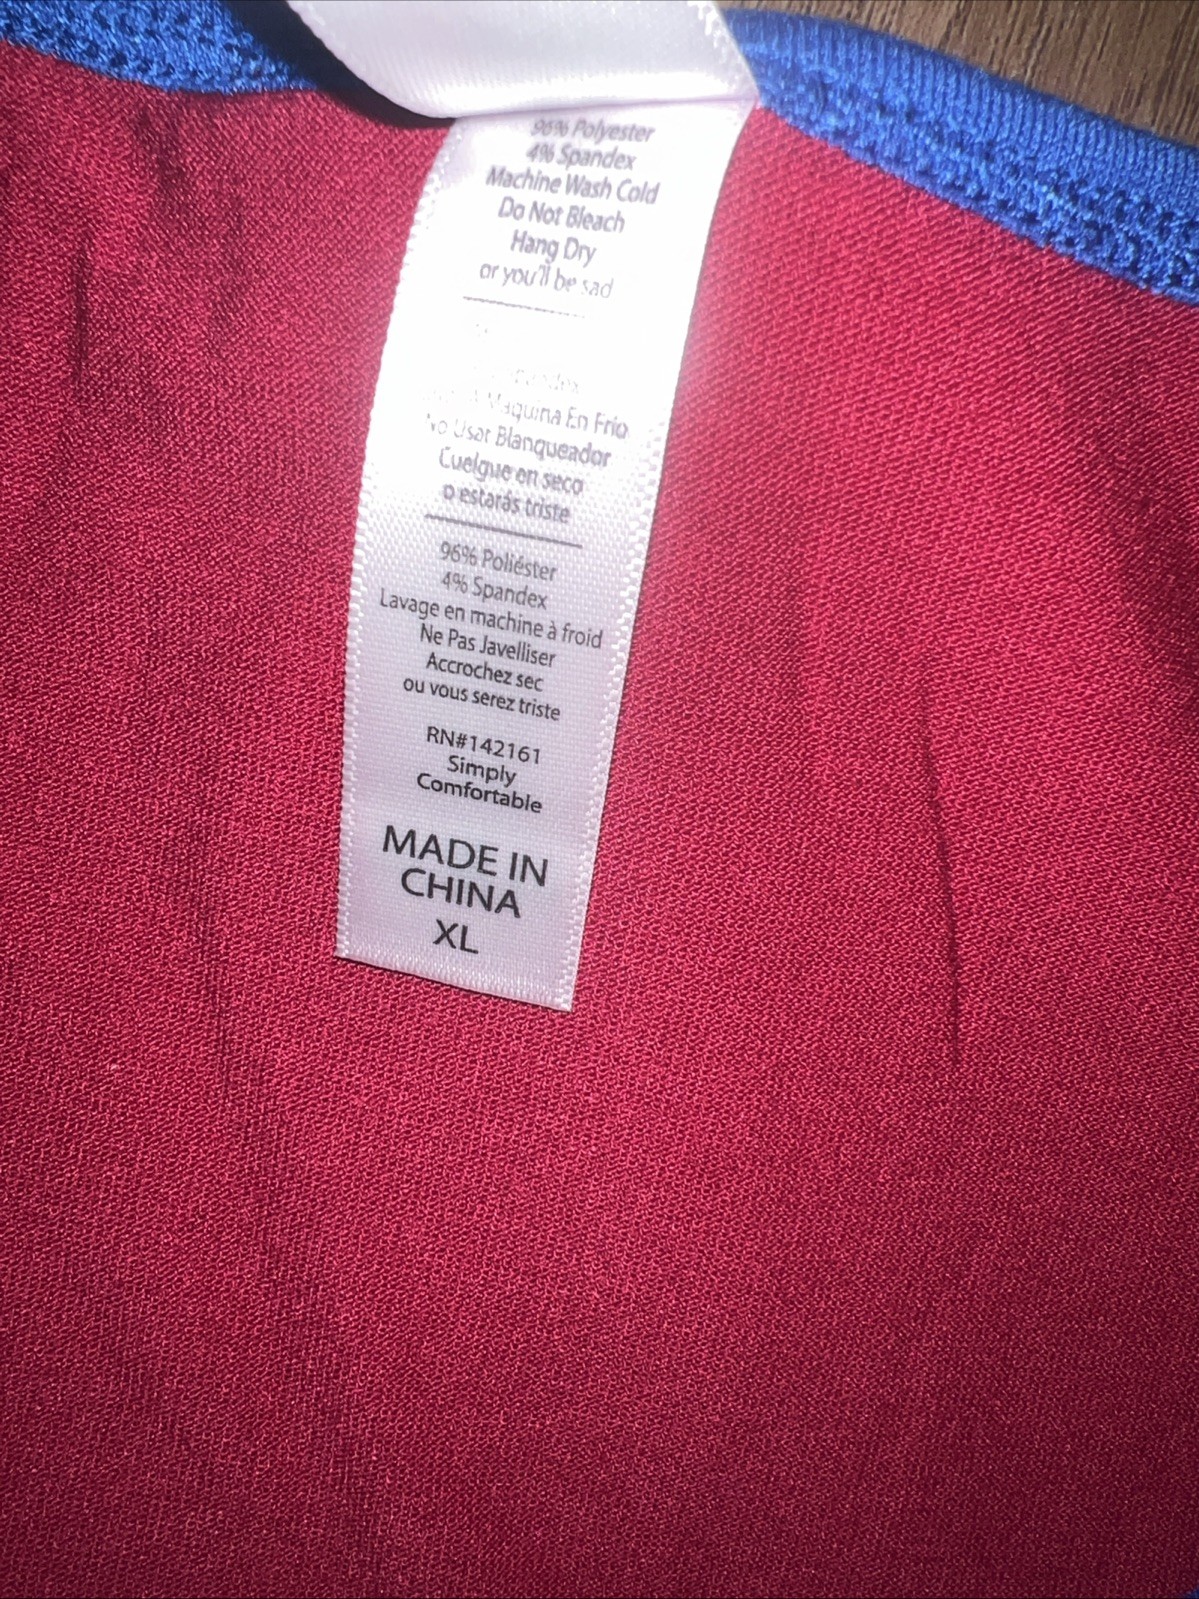 96% Polyester
4% Spandex
Machine Wash Cold
Do Not Bleach
Hang Dry
or you'll be sad
Spandex
Maquina En Frio
No Usar Blanqueador
Cuelgue en seco
o estarás triste
96% Poliéster
4% Spandex
Lavage en machine à froid
Ne Pas Javelliser
Accrochez sec
ou vous serez triste
RN#142161
Simply
Comfortable
MADE IN
CHINA
XL